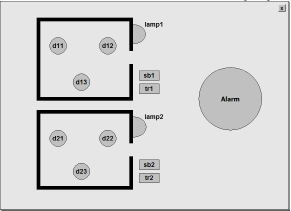 lamp1
d11
d12
d13
sb1
tr1
Alarm
lamp2
d21
d22
d23
sb2
tr2